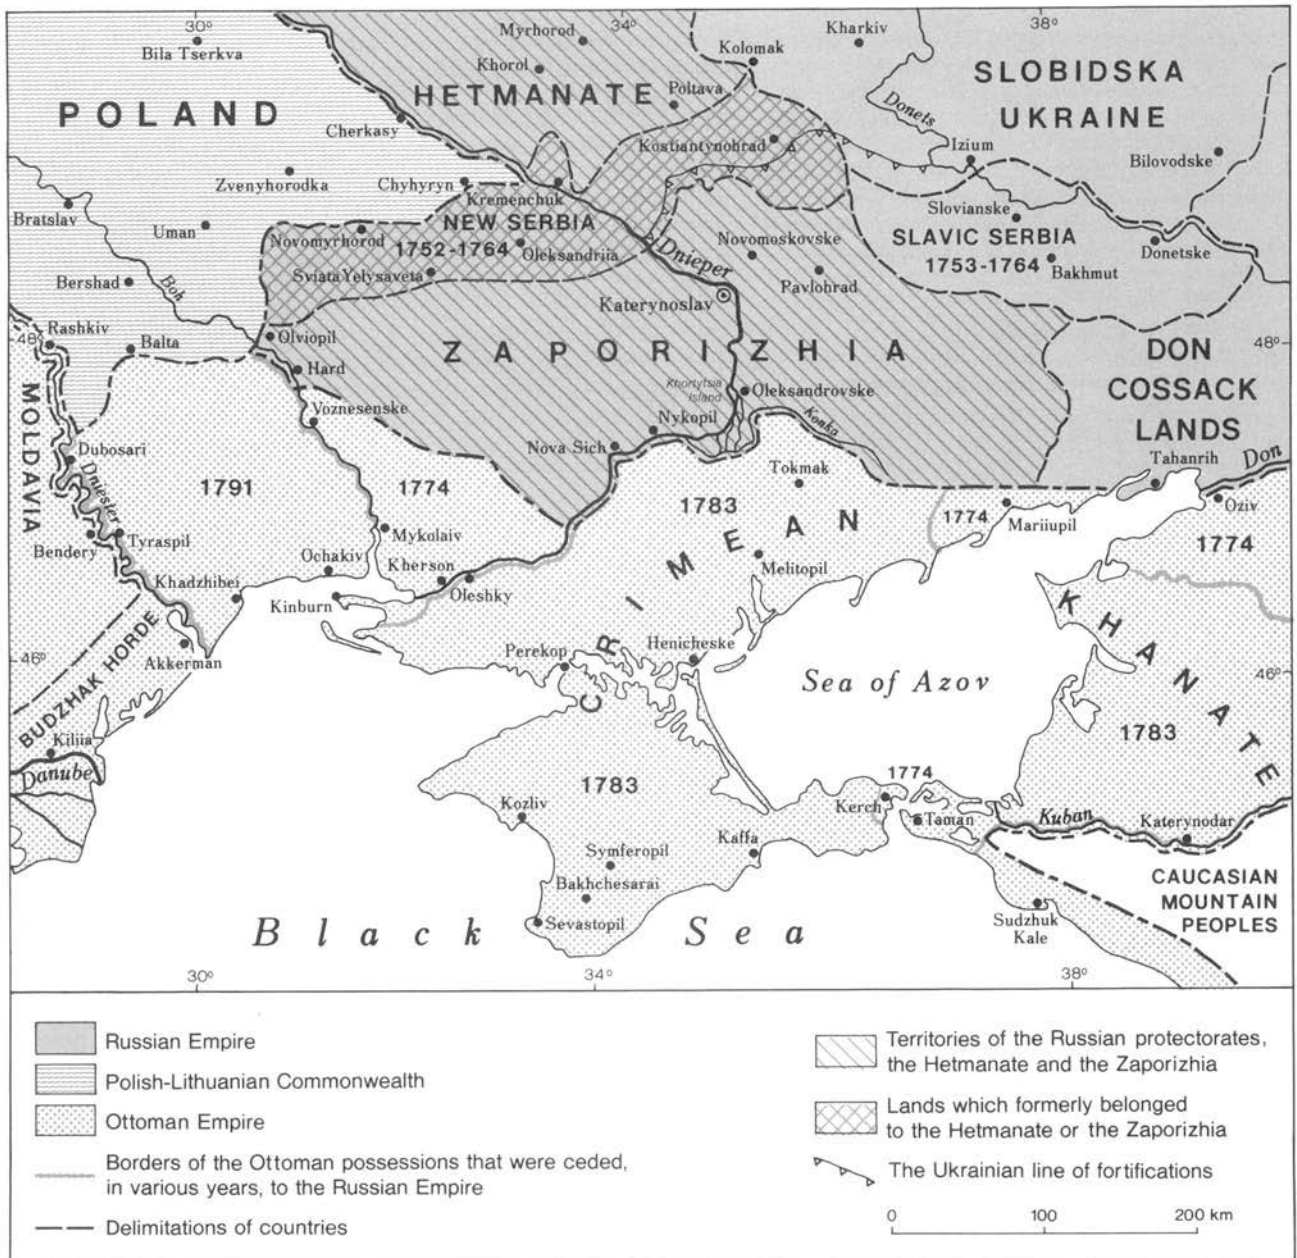 30°
34°
38°
Bila Tserkva
Myrhorod
Kharkiv
Kolomak
Khorol
SLOBIDSKA
UKRAINE
HETMANATE
POLAND
Poltava
Donets
Cherkasy
Kostiantynohrad
Izium
Bilovodske
Zvenyhorodka
Chyhyryn
Kremenchuk
Bratslav
Uman
NEW SERBIA
1752-1764
Novomyrhorod
Oleksandriia
Sviata Yelysaveta
Slovianske
SLAVIC SERBIA
1753-1764
Bakhmut
Donetske
Novomoskovske
Dnieper
Pavlohrad
Bershad
Boh
Katerynoslav
Rashkiv
48°
Balta
Olviopil
Hard
ZAPORIZHIA
48°
DON
COSSACK
LANDS
Khortytsia
Island
Oleksandrovske
MOLDAVIA
Voznesenske
Nykopil
Konka
Nova Sich
Dubosari
Dniester
Tokmak
Tahanrih
Don
1791
1774
1783
1774
Mariiupil
Oziv
1774
Bendery
Tyraspil
Mykolaiv
Ochakiv
Kherson
Melitopil
Khadzhibei
Kinburn
Oleshky
CRIMEAN
KHANATE
BUDZHAK HORDE
46°
Akkerman
Perekop
Henicheske
Sea of Azov
46°
Kiliia
Danube
1783
1783
1774
Kozliv
Kerch
Taman
Kuban
Katerynodar
Kaffa
Symferopil
Bakhchesarai
Sevastopil
CAUCASIAN
MOUNTAIN
PEOPLES
Sudzhuk
Kale
Black Sea
30°
34°
38°
Russian Empire
Polish-Lithuanian Commonwealth
Ottoman Empire
Borders of the Ottoman possessions that were ceded,
in various years, to the Russian Empire
Delimitations of countries
Territories of the Russian protectorates,
the Hetmanate and the Zaporizhia
Lands which formerly belonged
to the Hetmanate or the Zaporizhia
The Ukrainian line of fortifications
0 100 200 km